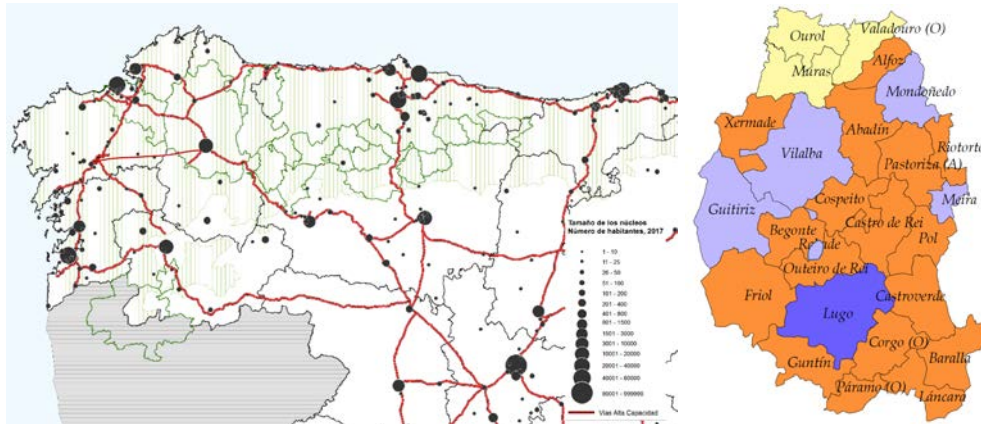 Tamaño de los núcleos
Número de habitantes, 2017
1 - 10
11 - 25
26 - 50
51 - 100
101 - 200
201 - 400
401 - 800
801 - 1500
1501 - 3000
3001 - 10000
10001 - 20000
20001 - 40000
40001 - 60000
Vías Alta Capacidad
Ourol
Valadouro (O)
Muras
Alfoz
Mondoñedo
Xermade
Abadín
Riotorto
Vilalba
Pastoriza (A)
Meira
Guitiriz
Cospeito
Castro de Rei
Begonte
Pol
Outeiro de Rei
Friol
Castroverde
Lugo
Corgo (O)
Guntín
Baralla
Páramo (O)
Láncara